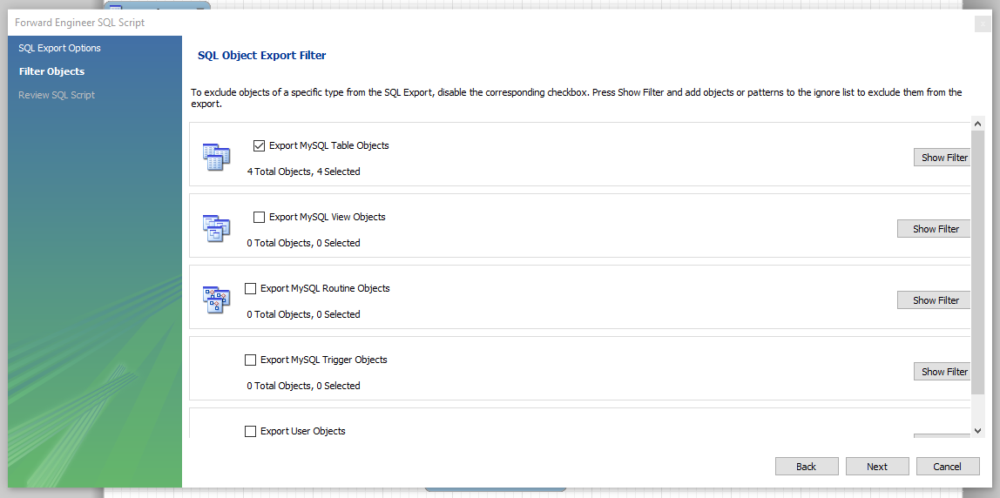 Forward Engineer SQL Script
SQL Export Options
Filter Objects
Review SQL Script
SQL Object Export Filter
To exclude objects of a specific type from the SQL Export, disable the corresponding checkbox. Press Show Filter and add objects or patterns to the ignore list to exclude them from the
export.
Export MySQL Table Objects
4 Total Objects, 4 Selected
Show Filter
Export MySQL View Objects
0 Total Objects, 0 Selected
Show Filter
Export MySQL Routine Objects
0 Total Objects, 0 Selected
Show Filter
Export MySQL Trigger Objects
0 Total Objects, 0 Selected
Show Filter
Export User Objects
Back
Next
Cancel